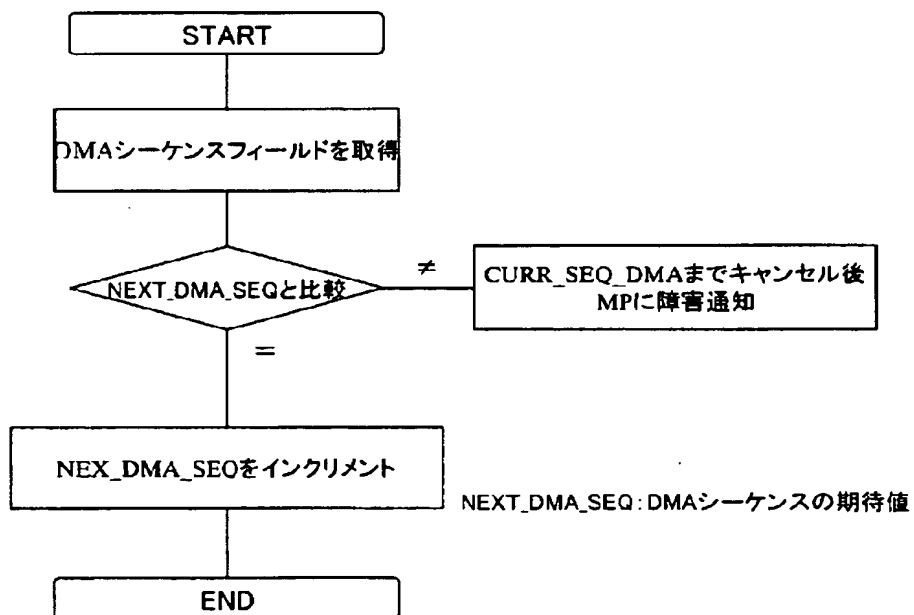 START
DMAシーケンスフィールドを取得
NEXT_DMA_SEQと比較
≠
CURR_SEQ_DMAまでキャンセル後
MPに障害通知
=
NEX_DMA_SEQをインクリメント
NEXT_DMA_SEQ:DMAシーケンスの期待値
END